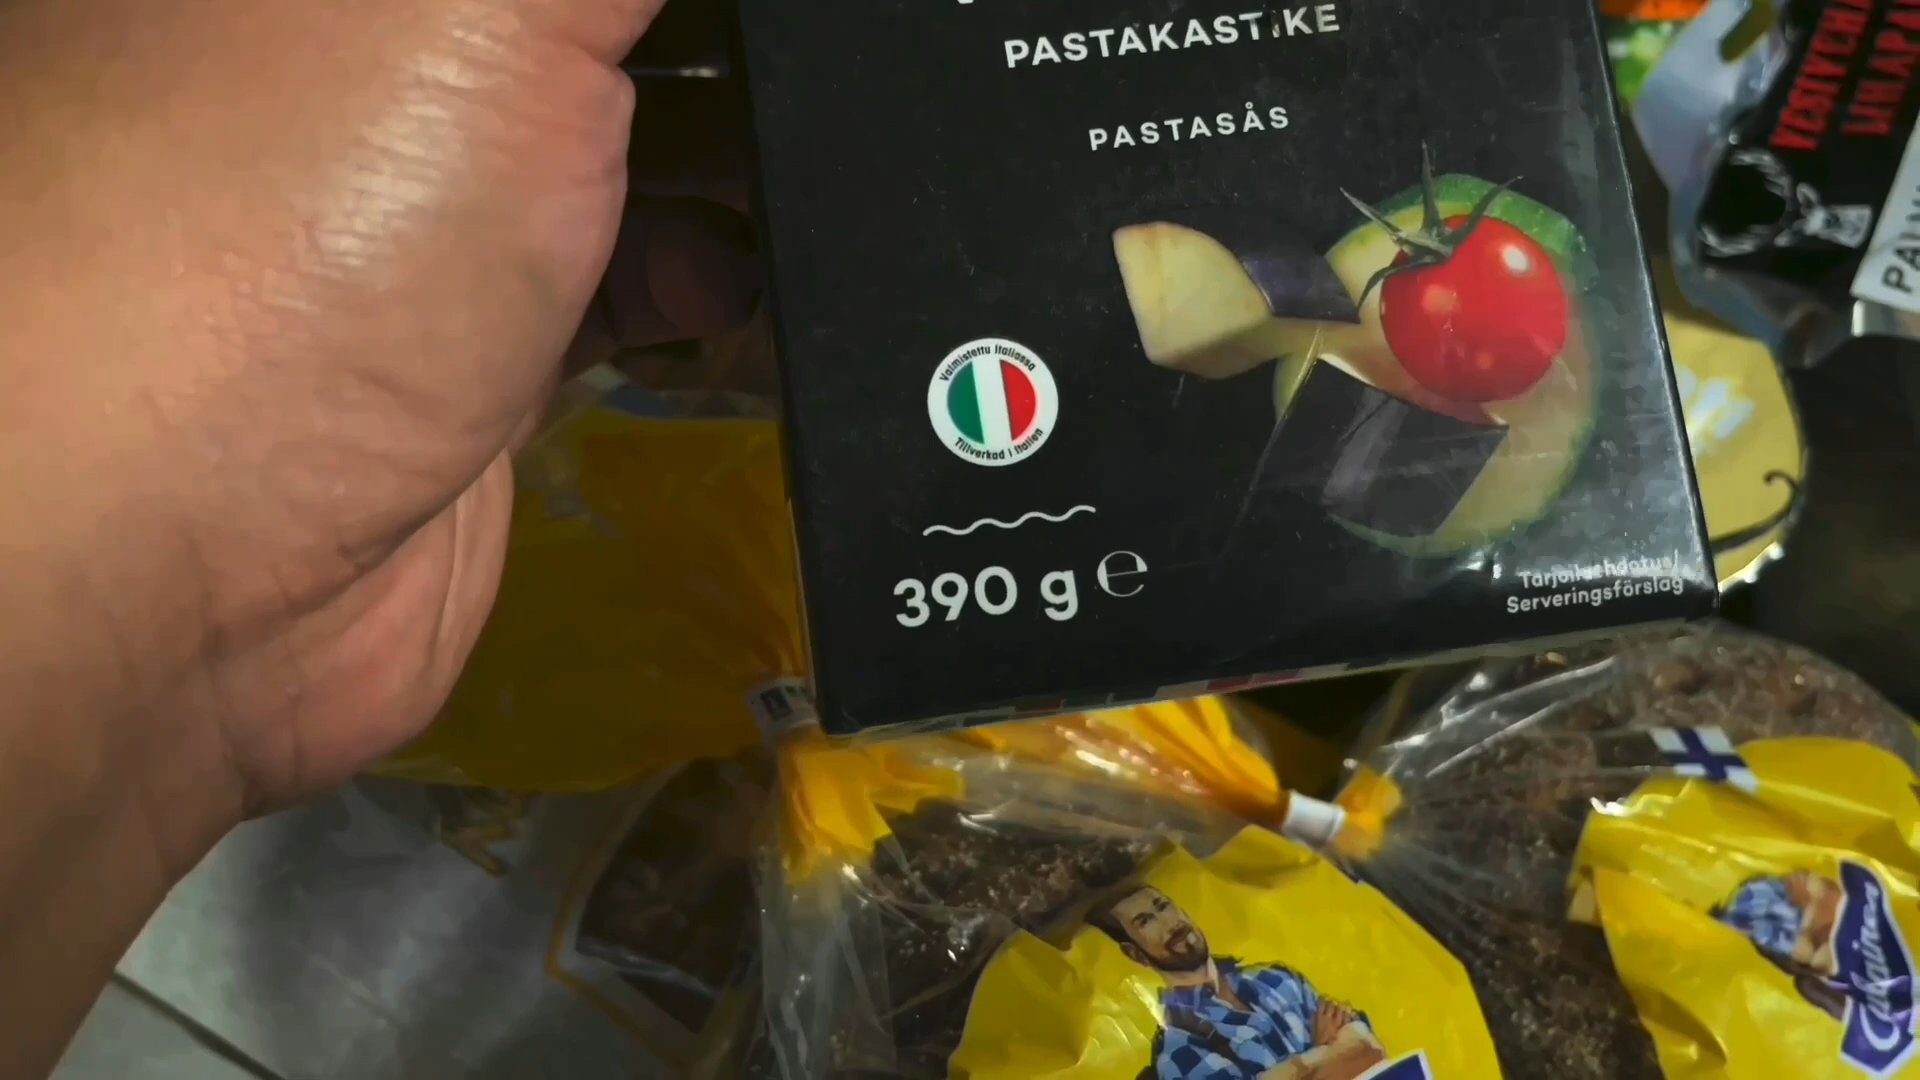 PASTAKASTIKE
PASTASÅS
Valmistettu Italiassa
Tillverkad i Italien
390 g ℮
Tarjoiluehdotus/
Serveringsförslag